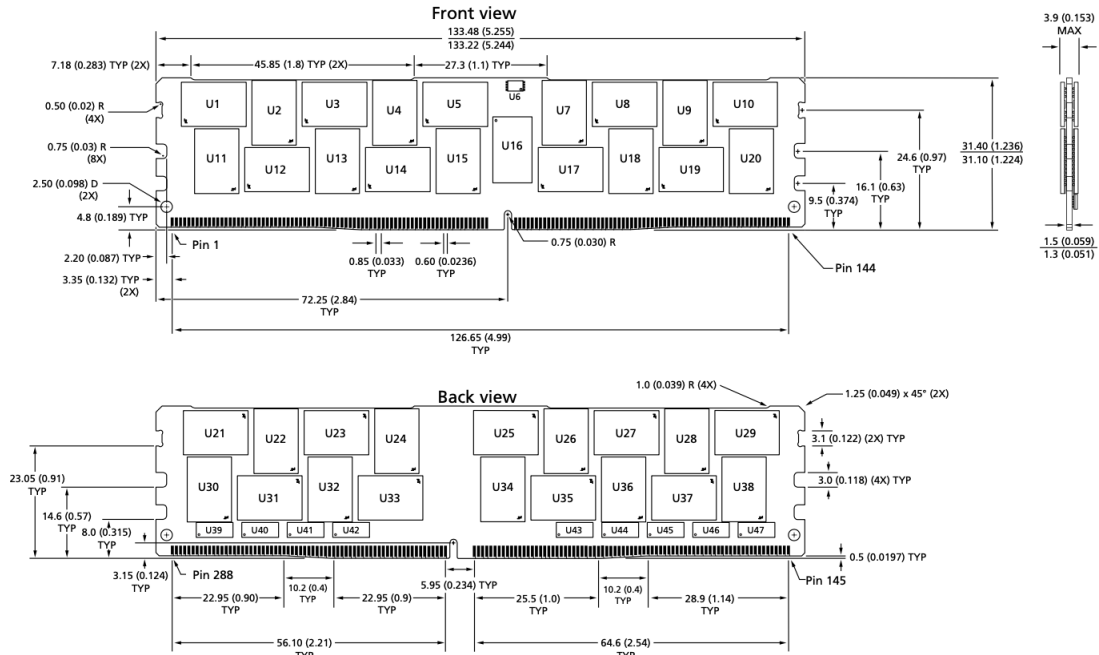 Front view
133.48 (5.255)
133.22 (5.244)
7.18 (0.283) TYP (2X)
45.85 (1.8) TYP (2X)
27.3 (1.1) TYP
3.9 (0.153)
MAX
0.50 (0.02) R
(4X)
0.75 (0.03) R
(8X)
2.50 (0.098) D
(2X)
4.8 (0.189) TYP
U1
U2
U3
U4
U5
U6
U7
U8
U9
U10
U11
U12
U13
U14
U15
U16
U17
U18
U19
U20
31.40 (1.236)
31.10 (1.224)
24.6 (0.97)
16.1 (0.63)
9.5 (0.374)
TYP
TYP
TYP
Pin 1
2.20 (0.087) TYP
3.35 (0.132) TYP
(2X)
0.85 (0.033)
TYP
0.60 (0.0236)
TYP
0.75 (0.030) R
Pin 144
1.5 (0.059)
1.3 (0.051)
72.25 (2.84)
TYP
126.65 (4.99)
TYP
Back view
1.0 (0.039) R (4X)
1.25 (0.049) x 45° (2X)
U21
U22
U23
U24
U25
U26
U27
U28
U29
3.1 (0.122) (2X) TYP
23.05 (0.91)
TYP
U30
U31
U32
U33
U34
U35
U36
U37
U38
3.0 (0.118) (4X) TYP
14.6 (0.57)
TYP
8.0 (0.315)
TYP
U39
U40
U41
U42
U43
U44
U45
U46
U47
3.15 (0.124)
TYP
Pin 288
5.95 (0.234) TYP
0.5 (0.0197) TYP
Pin 145
22.95 (0.90)
TYP
10.2 (0.4)
TYP
22.95 (0.9)
TYP
25.5 (1.0)
TYP
10.2 (0.4)
TYP
28.9 (1.14)
TYP
56.10 (2.21)
TYP
64.6 (2.54)
TYP